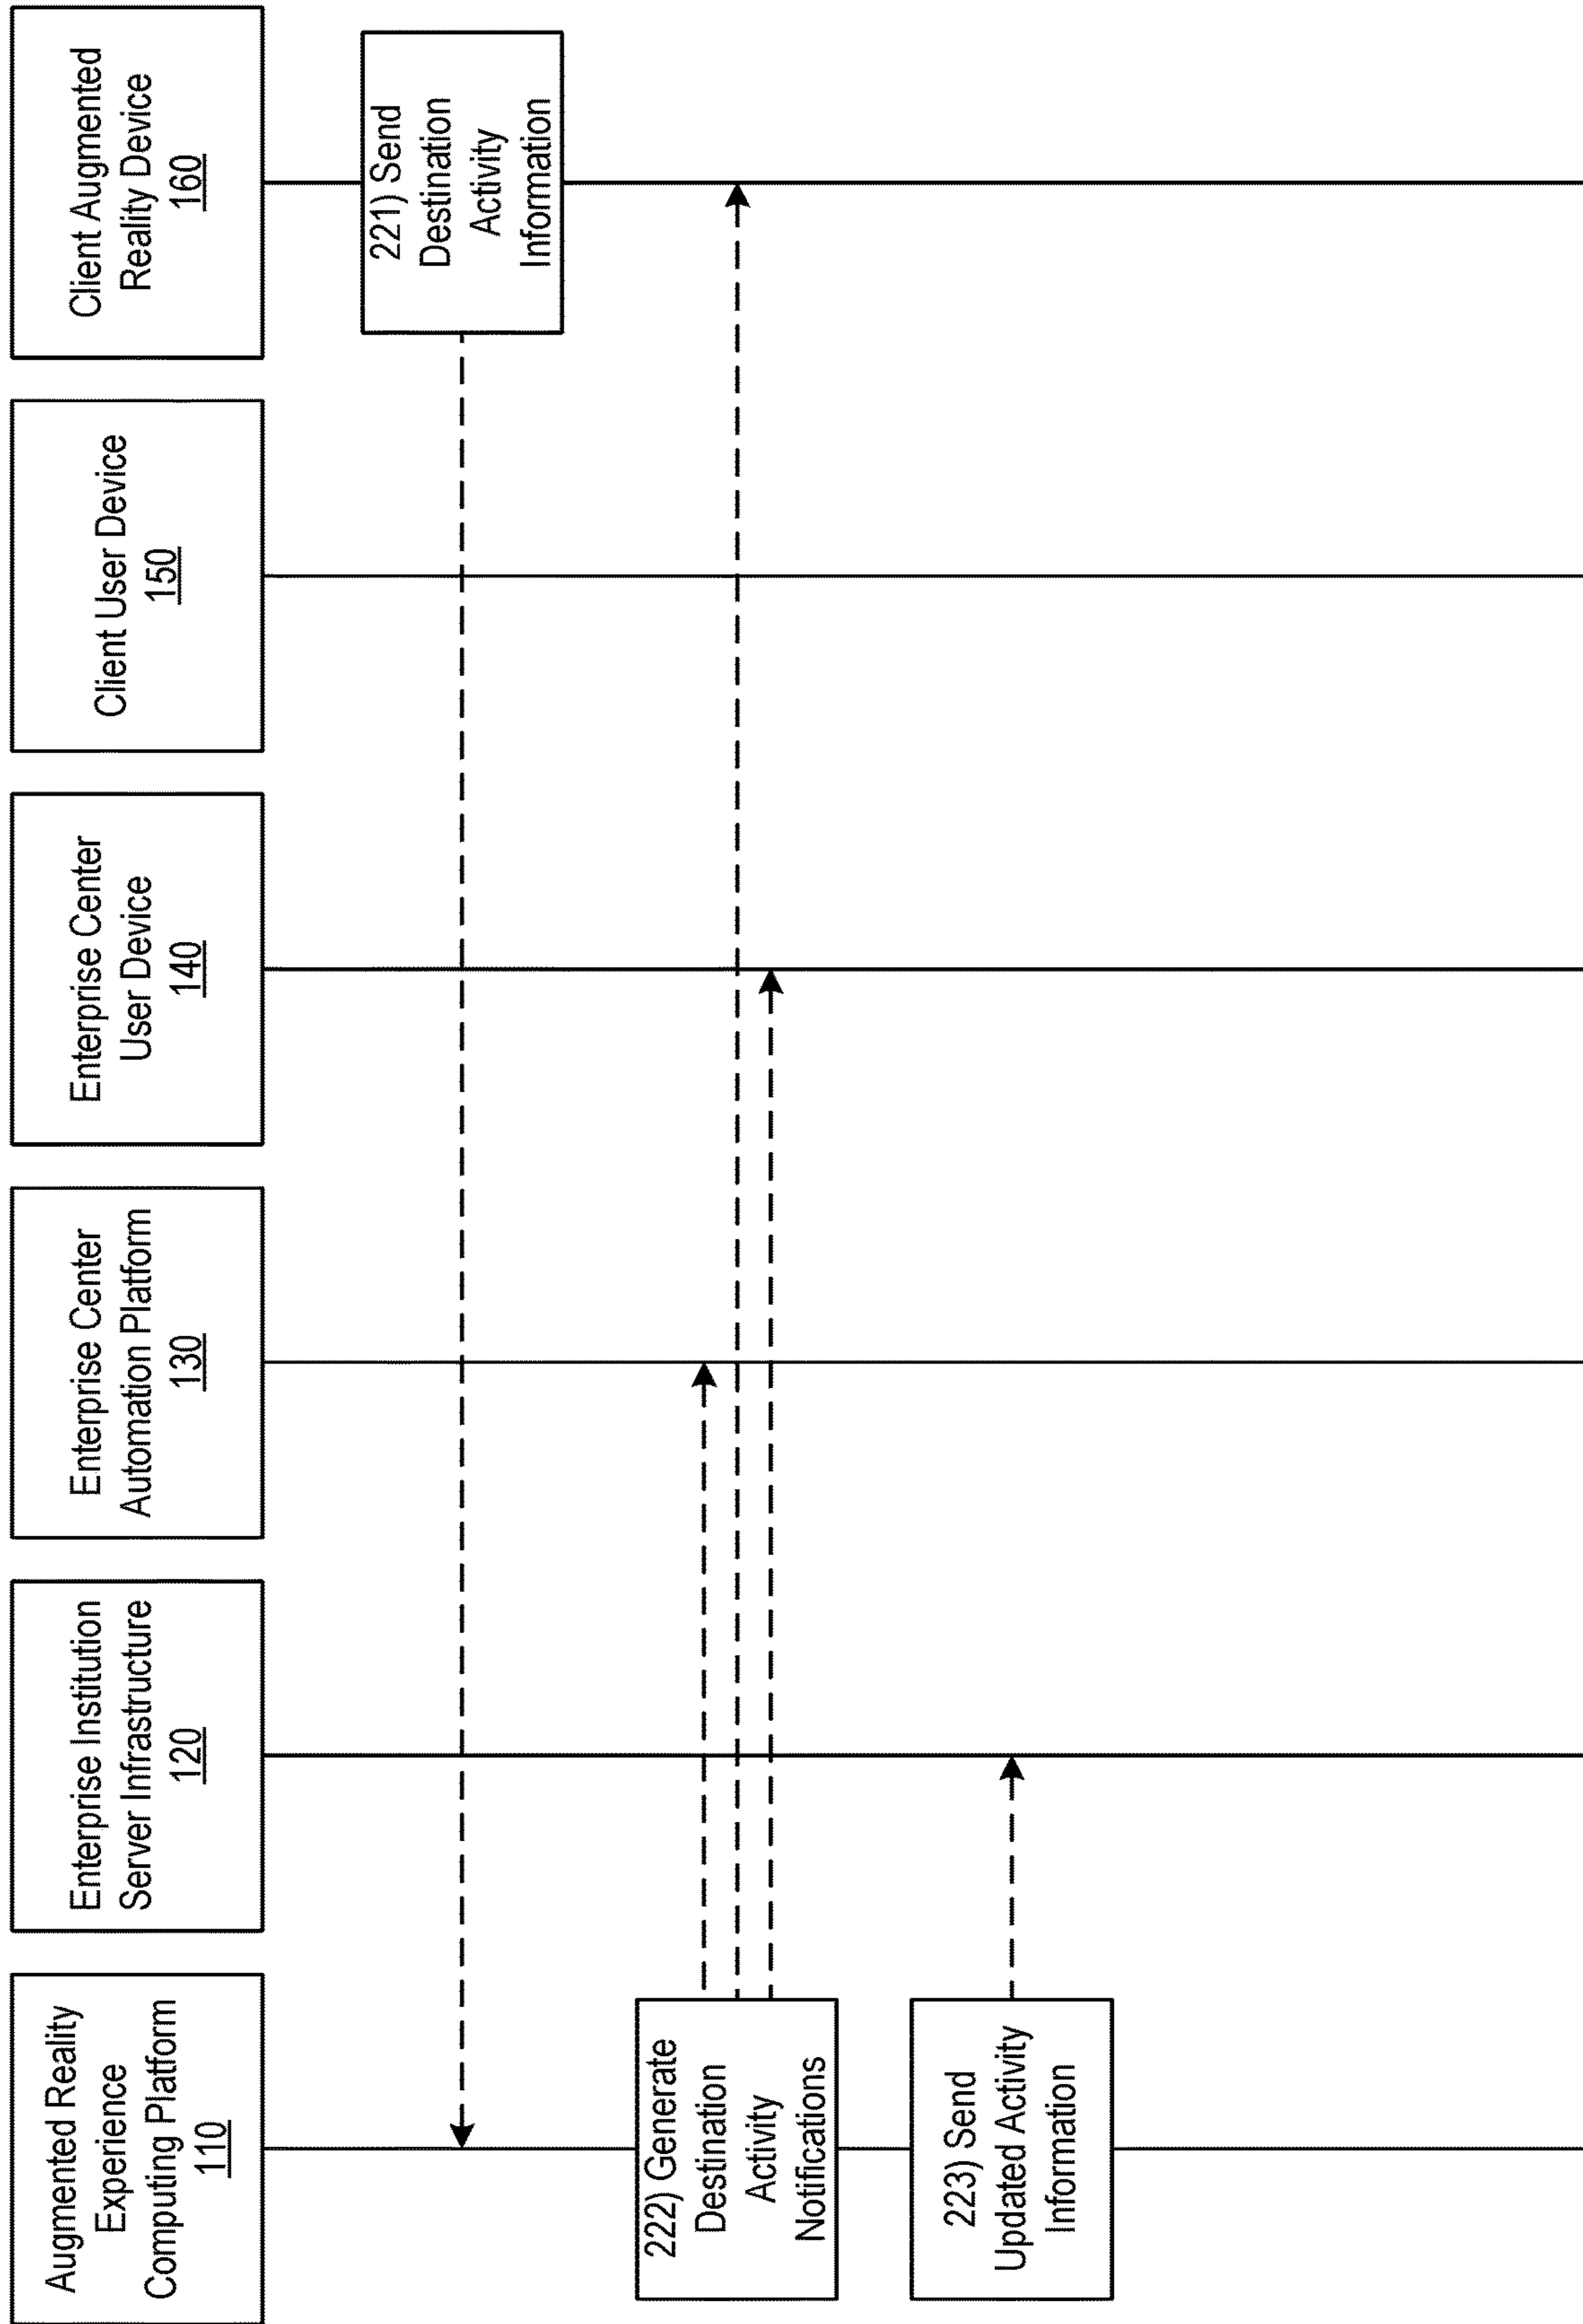 Augmented Reality
Experience
Computing Platform
110
Enterprise Institution
Server Infrastructure
120
Enterprise Center
Automation Platform
130
Enterprise Center
User Device
140
Client User Device
150
Client Augmented
Reality Device
160
221) Send
Destination
Activity
Information
222) Generate
Destination
Activity
Notifications
223) Send
Updated Activity
Information